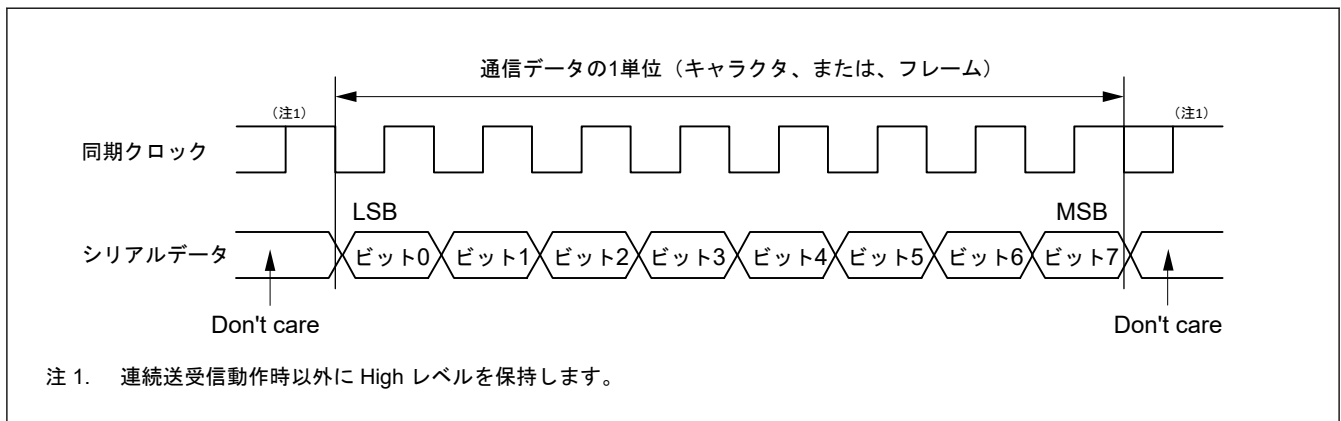 通信データの1単位（キャラクタ、または、フレーム）
（注1）
（注1）
同期クロック
LSB
MSB
シリアルデータ
ビット0 ビット1 ビット2 ビット3 ビット4 ビット5 ビット6 ビット7
Don't care
Don't care
注 1. 連続送受信動作時以外に High レベルを保持します。